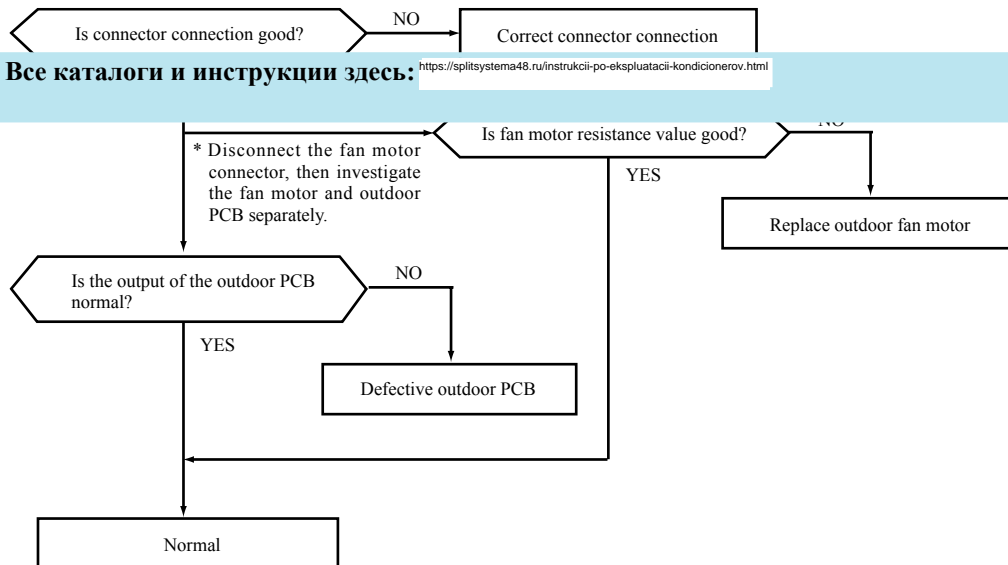 Is connector connection good?
NO
Correct connector connection
Все каталоги и инструкции здесь:
https://splitsystema48.ru/instrukcii-po-ekspluatacii-kondicionerov.html
Is fan motor resistance value good?
NO
* Disconnect the fan motor
connector, then investigate
the fan motor and outdoor
PCB separately.
YES
Replace outdoor fan motor
Is the output of the outdoor PCB
normal?
NO
YES
Defective outdoor PCB
Normal